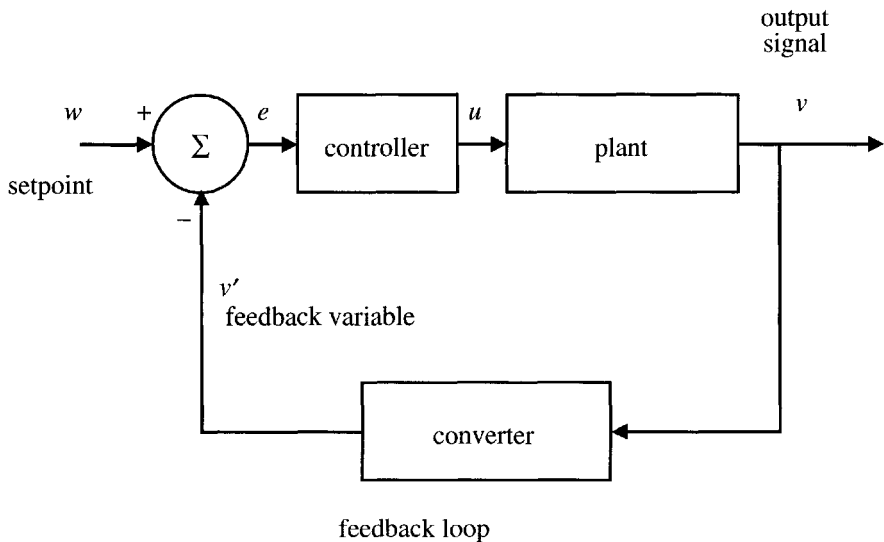 output
signal
w
+
e
u
v
Σ
controller
plant
setpoint
−
v′
feedback variable
converter
feedback loop